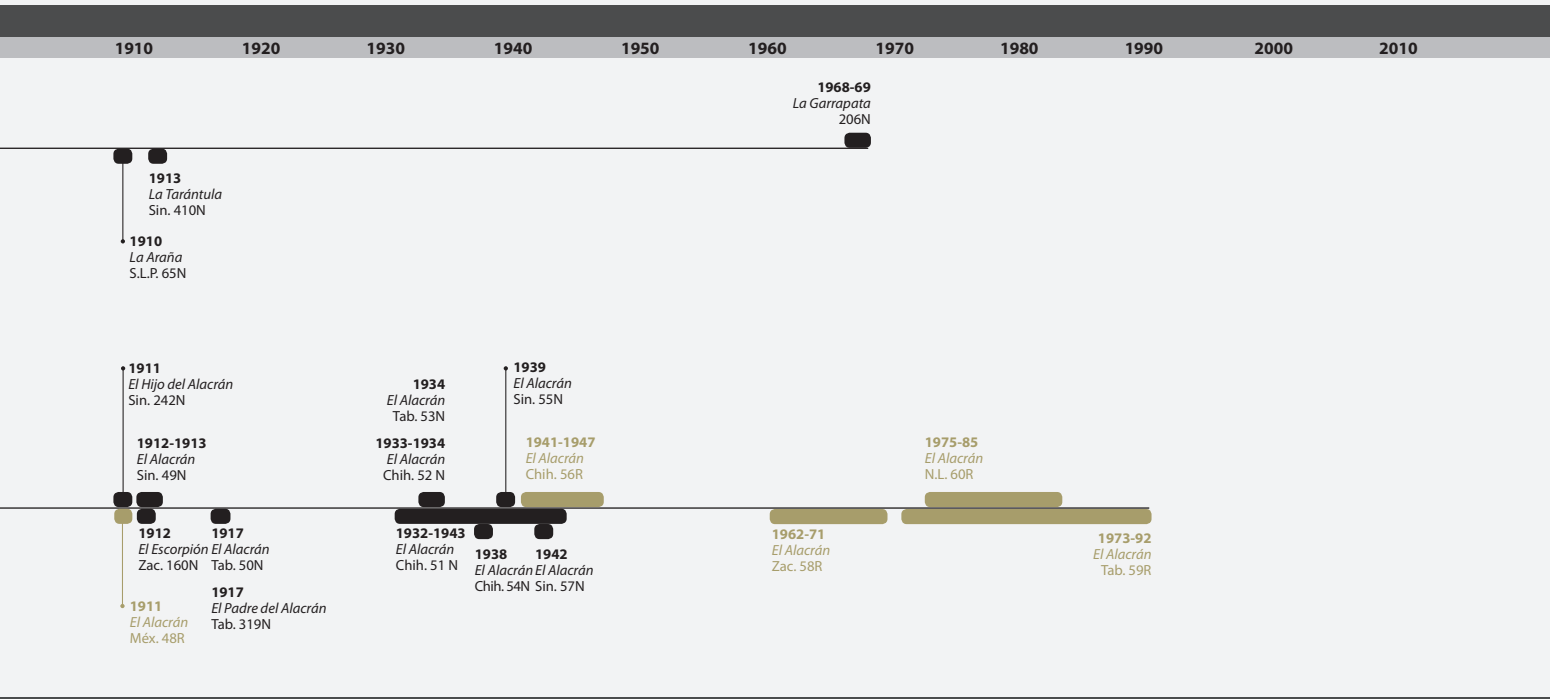 1910 1920 1930 1940 1950 1960 1970 1980 1990 2000 2010
1968-69
La Garrapata
206N
1913
La Tarántula
Sin. 410N
1910
La Araña
S.L.P. 65N
1911
El Hijo del Alacrán
Sin. 242N
1912-1913
El Alacrán
Sin. 49N
1934
El Alacrán
Tab. 53N
1933-1934
El Alacrán
Chih. 52 N
1939
El Alacrán
Sin. 55N
1941-1947
El Alacrán
Chih. 56R
1975-85
El Alacrán
N.L. 60R
1912
El Escorpión
Zac. 160N
1917
El Alacrán
Tab. 50N
1917
El Padre del Alacrán
Tab. 319N
1911
El Alacrán
Méx. 48R
1932-1943
El Alacrán
Chih. 51 N
1938
El Alacrán
Chih. 54N
1942
El Alacrán
Sin. 57N
1962-71
El Alacrán
Zac. 58R
1973-92
El Alacrán
Tab. 59R